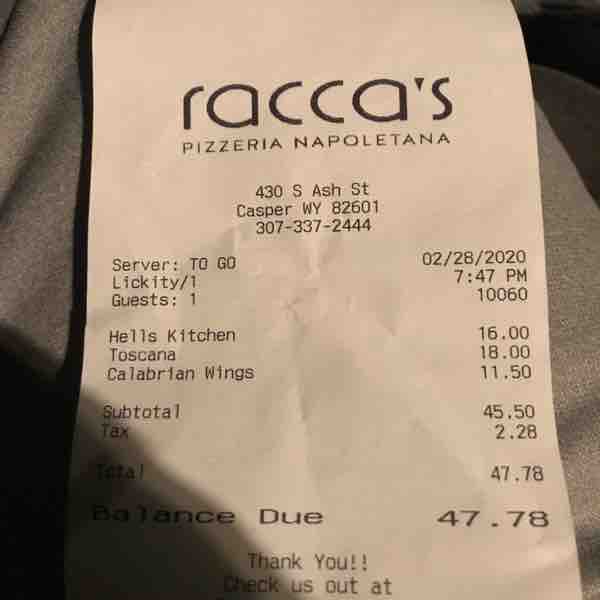 racca's
PIZZERIA NAPOLETANA
430 S Ash St
Casper WY 82601
307-337-2444
Server: TO GO 02/28/2020
Lickity/1 7:47 PM
Guests: 1 10060
Hells Kitchen 16.00
Toscana 18.00
Calabrian Wings 11.50
Subtotal 45.50
Tax 2.28
Total 47.78
Balance Due 47.78
Thank You!!
Check us out at